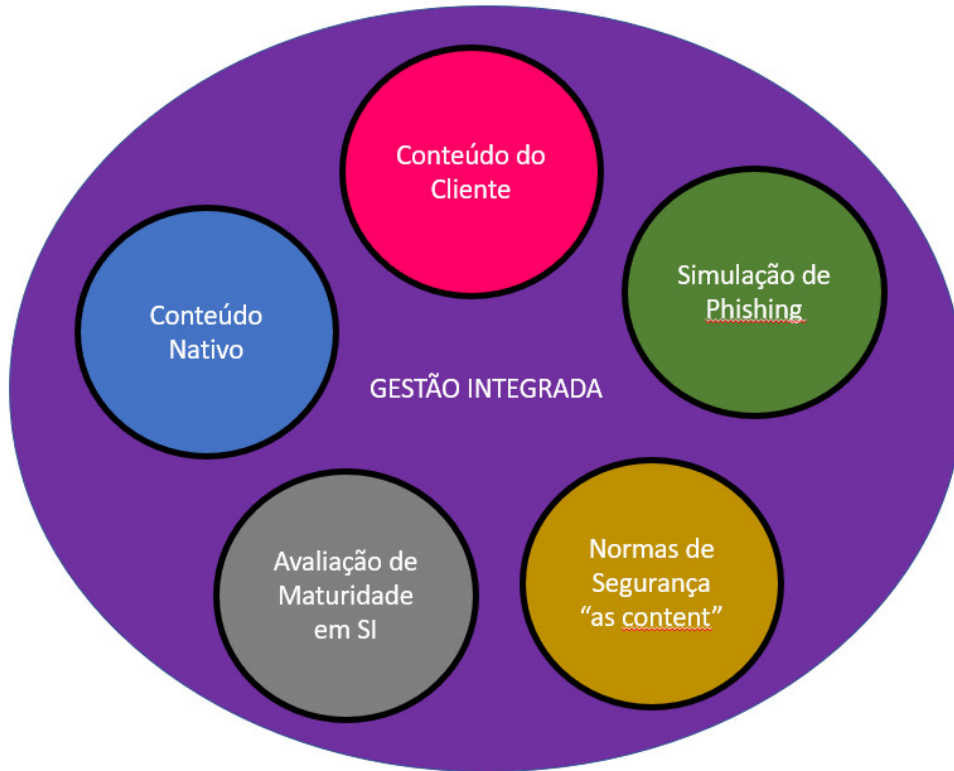 Conteúdo do
Cliente
Simulação de
Phishing
Conteúdo
Nativo
GESTÃO INTEGRADA
Avaliação de
Maturidade
em SI
Normas de
Segurança
“as content”